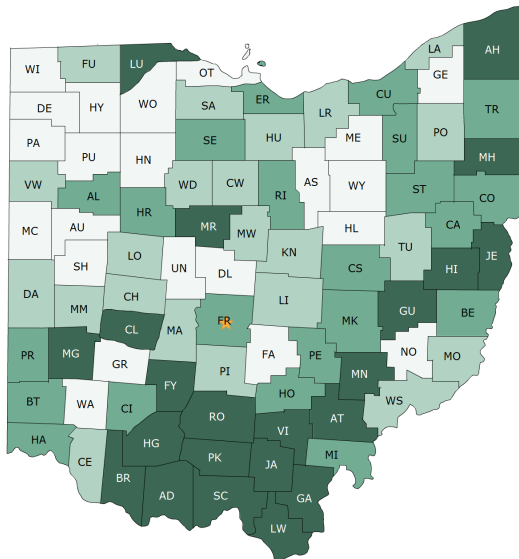 LA
AH
WI
FU
LU
OT
GE
CU
ER
DE
HY
WO
SA
LR
TR
PO
PA
SE
HU
ME
SU
PU
HN
MH
VW
AL
WD
CW
RI
AS
WY
ST
CO
HR
MC
AU
MR
MW
HL
CA
TU
SH
LO
UN
DL
KN
CS
HI
JE
DA
MM
CH
LI
GU
BE
CL
MA
FR
MK
PR
MG
GR
FA
PE
NO
MO
PI
MN
FY
HO
WS
BT
WA
CI
RO
AT
HA
HG
VI
MI
CE
PK
JA
BR
AD
SC
GA
LW